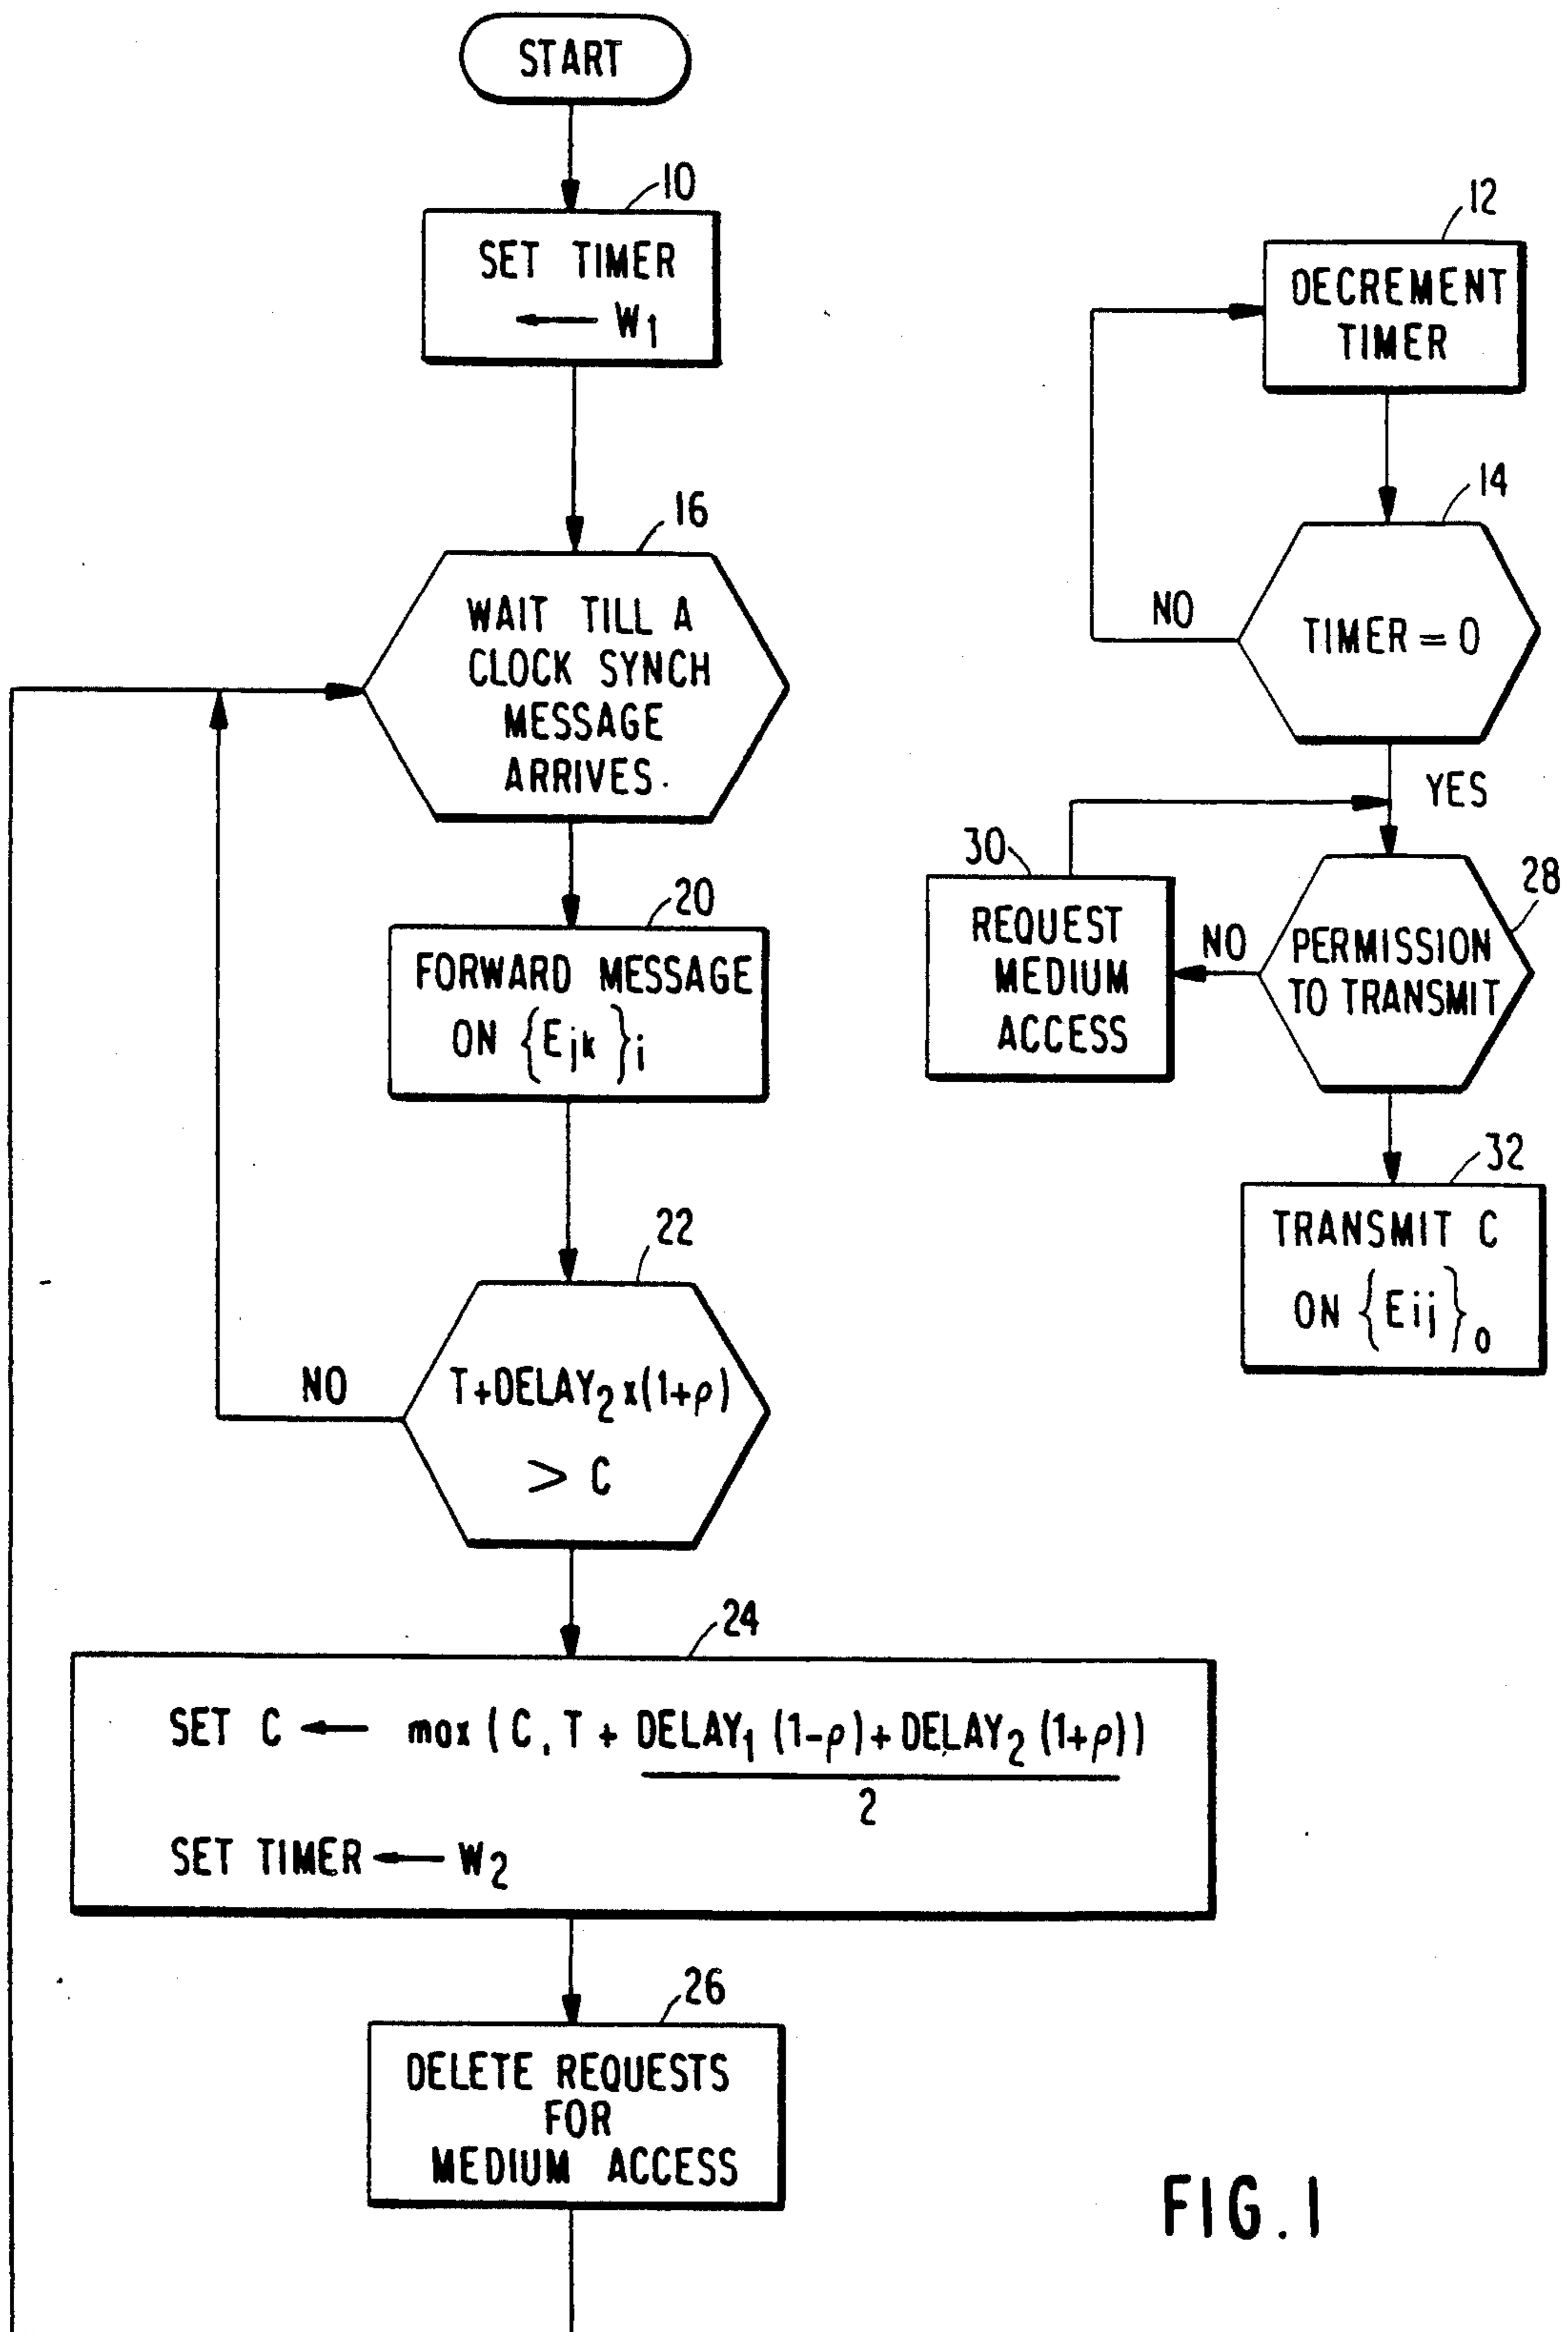 START
10
SET TIMER
← W1
16
WAIT TILL A
CLOCK SYNCH
MESSAGE
ARRIVES.
20
FORWARD MESSAGE
ON {Ejk}i
22
T+DELAY2x(1+ρ)
> C
NO
24
SET C ← max (C, T + DELAY1 (1-ρ)+DELAY2 (1+ρ))
2
SET TIMER ← W2
26
DELETE REQUESTS
FOR
MEDIUM ACCESS
12
DECREMENT
TIMER
14
TIMER = 0
NO
YES
28
PERMISSION
TO TRANSMIT
NO
30
REQUEST
MEDIUM
ACCESS
32
TRANSMIT C
ON {Eij}o
FIG. 1